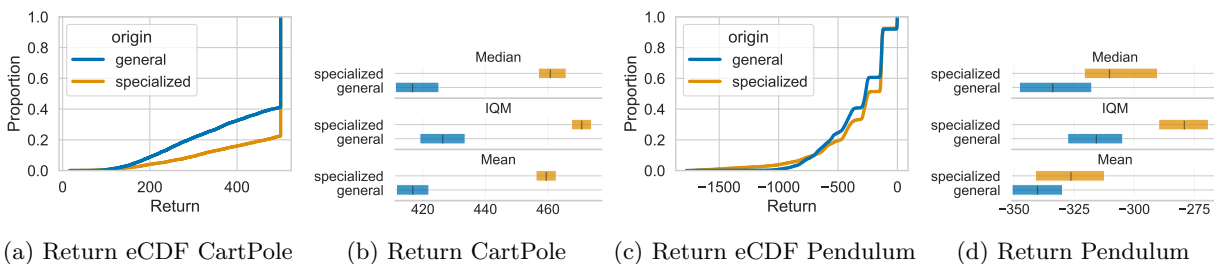 1.0
0.8
0.6
0.4
0.2
0.0
Proportion
origin
general
specialized
200
400
Return
(a) Return eCDF CartPole
Median
specialized
general
IQM
specialized
general
Mean
specialized
general
420
440
460
(b) Return CartPole
1.0
0.8
0.6
0.4
0.2
0.0
Proportion
origin
general
specialized
−1500
−1000
−500
0
Return
(c) Return eCDF Pendulum
Median
specialized
general
IQM
specialized
general
Mean
specialized
general
−350
−325
−300
−275
(d) Return Pendulum